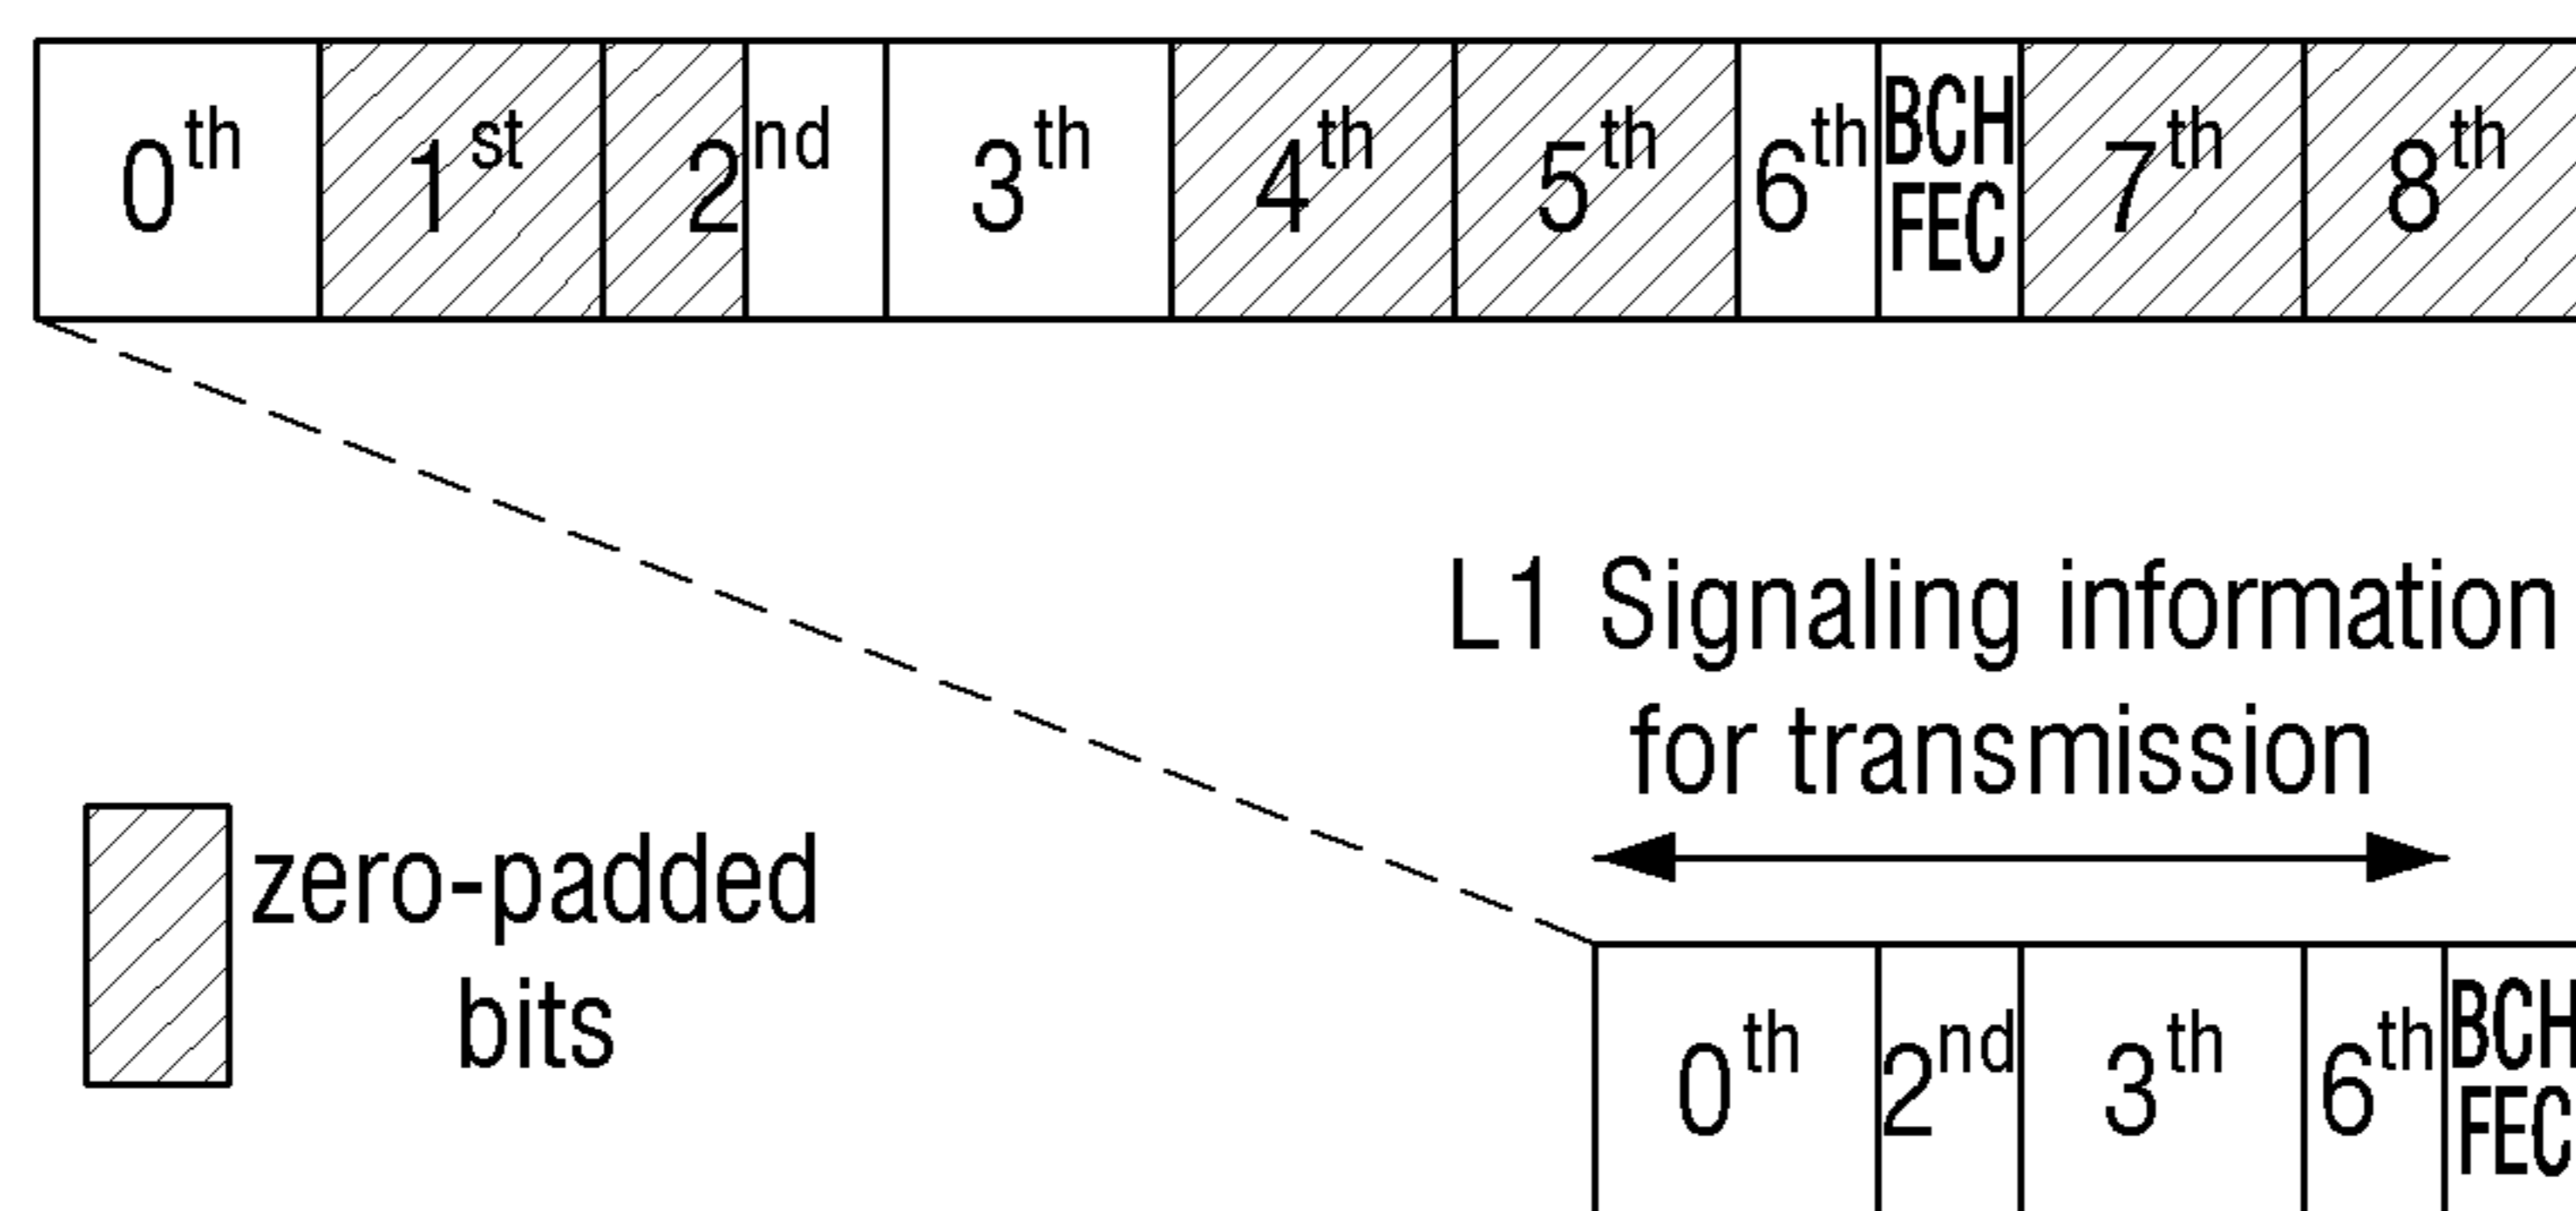 0th 1st 2nd 3th 4th 5th 6th BCH FEC 7th 8th
L1 Signaling information
for transmission
zero-padded
bits
0th 2nd 3th 6th BCH FEC